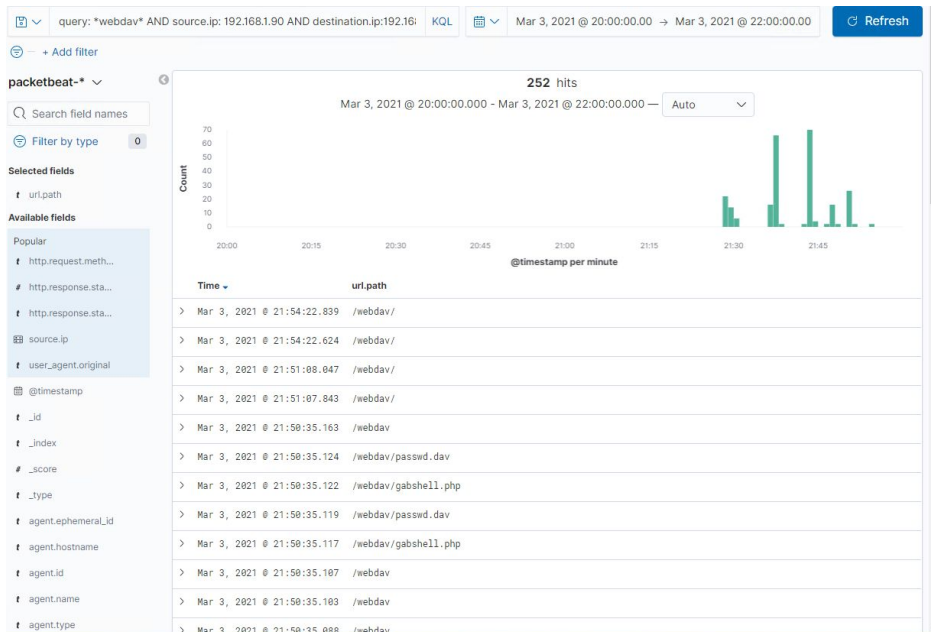 query: *webdav* AND source.ip: 192.168.1.90 AND destination.ip:192.16 KQL Mar 3, 2021 @ 20:00:00.00 → Mar 3, 2021 @ 22:00:00.00 Refresh
+ Add filter
packetbeat-*
252 hits
Search field names
Mar 3, 2021 @ 20:00:00.000 - Mar 3, 2021 @ 22:00:00.000 — Auto
Filter by type 0
Selected fields
t url.path
Available fields
Popular
t http.request.meth...
# http.response.sta...
t http.response.sta...
source.ip
t user_agent.original
@timestamp
t _id
t _index
# _score
t _type
t agent.ephemeral_id
t agent.hostname
t agent.id
t agent.name
t agent.type
Count
70
60
50
40
30
20
10
0
20:00 20:15 20:30 20:45 21:00 21:15 21:30 21:45
@timestamp per minute
Time url.path
> Mar 3, 2021 @ 21:54:22.839 /webdav/
> Mar 3, 2021 @ 21:54:22.624 /webdav/
> Mar 3, 2021 @ 21:51:08.047 /webdav/
> Mar 3, 2021 @ 21:51:07.843 /webdav/
> Mar 3, 2021 @ 21:50:35.163 /webdav
> Mar 3, 2021 @ 21:50:35.124 /webdav/passwd.dav
> Mar 3, 2021 @ 21:50:35.122 /webdav/gabshell.php
> Mar 3, 2021 @ 21:50:35.119 /webdav/passwd.dav
> Mar 3, 2021 @ 21:50:35.117 /webdav/gabshell.php
> Mar 3, 2021 @ 21:50:35.107 /webdav
> Mar 3, 2021 @ 21:50:35.103 /webdav
> Mar 3, 2021 @ 21:50:35.088 /webdav